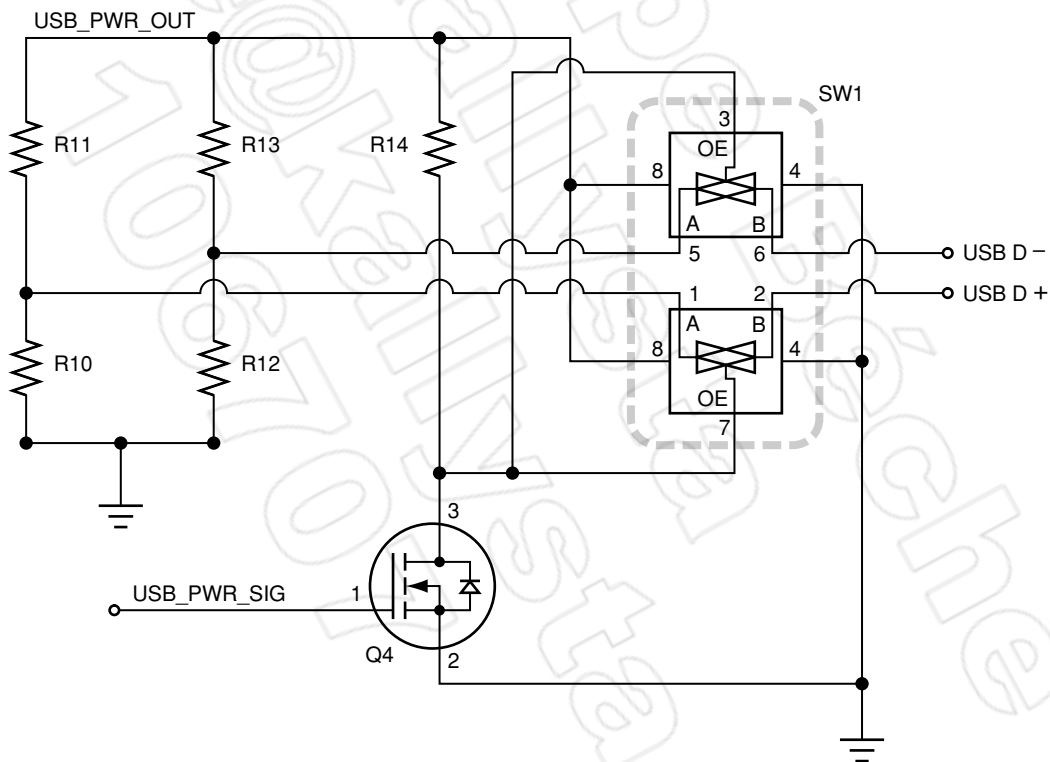 USB_PWR_OUT
SW1
3
R11
R13
R14
OE
8
4
A
B
5
6
USB D −
1
2
USB D +
A
B
8
4
R10
R12
OE
7
3
USB_PWR_SIG
1
Q4
2